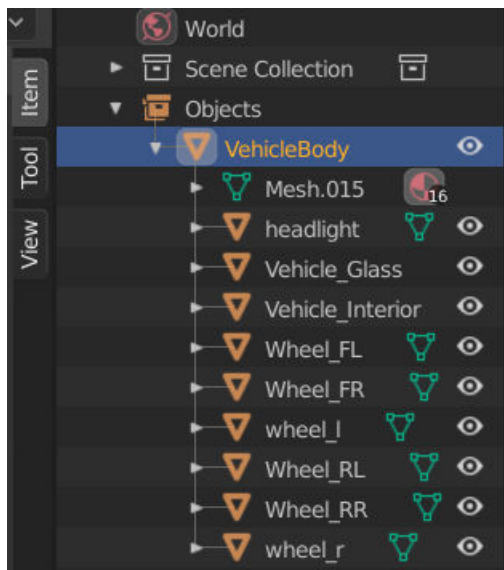 World
Item
Scene Collection
Objects
Tool
VehicleBody
Mesh.015
16
View
headlight
Vehicle_Glass
Vehicle_Interior
Wheel_FL
Wheel_FR
wheel_l
Wheel_RL
Wheel_RR
wheel_r